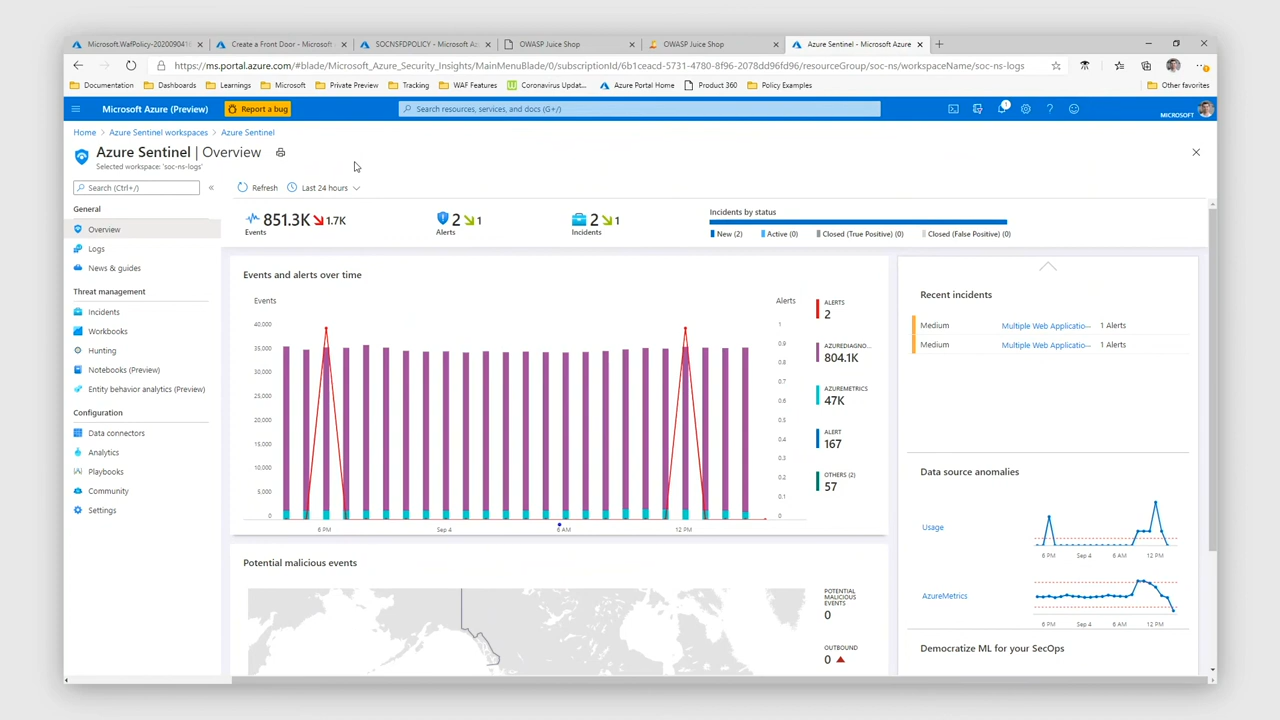 Microsoft.WafPolicy-2020090416
Create a Front Door - Microsoft
SOCNSFDPOLICY - Microsoft Az
OWASP Juice Shop
OWASP Juice Shop
Azure Sentinel - Microsoft Azure
https://ms.portal.azure.com/#blade/Microsoft_Azure_Security_Insights/MainMenuBlade/0/subscriptionId/6b1ceacd-5731-4780-8f96-2078dd96fd96/resourceGroup/soc-ns/workspaceName/soc-ns-logs
Documentation
Dashboards
Learnings
Microsoft
Private Preview
Tracking
WAF Features
Coronavirus Updat...
Azure Portal Home
Product 360
Policy Examples
Other favorites
Microsoft Azure (Preview)
Report a bug
Search resources, services, and docs (G+/)
1
MICROSOFT
Home > Azure Sentinel workspaces > Azure Sentinel
Azure Sentinel | Overview
Selected workspace: 'soc-ns-logs'
Search (Ctrl+/)
«
Refresh
Last 24 hours
General
Overview
Logs
News & guides
Threat management
Incidents
Workbooks
Hunting
Notebooks (Preview)
Entity behavior analytics (Preview)
Configuration
Data connectors
Analytics
Playbooks
Community
Settings
851.3K 1.7K
Events
2 1
Alerts
2 1
Incidents
Incidents by status
New (2)
Active (0)
Closed (True Positive) (0)
Closed (False Positive) (0)
Events and alerts over time
Events
Alerts
40,000
35,000
30,000
25,000
20,000
15,000
10,000
5,000
0
1
0.9
0.8
0.7
0.6
0.5
0.4
0.3
0.2
0.1
0
6 PM
Sep 4
6 AM
12 PM
ALERTS
2
AZUREDIAGNO...
804.1K
AZUREMETRICS
47K
ALERT
167
OTHERS (2)
57
Recent incidents
Medium Multiple Web Applicatio... 1 Alerts
Medium Multiple Web Applicatio... 1 Alerts
Data source anomalies
Usage
6 PM Sep 4 6 AM 12 PM
AzureMetrics
6 PM Sep 4 6 AM 12 PM
Democratize ML for your SecOps
Potential malicious events
POTENTIAL
MALICIOUS
EVENTS
0
OUTBOUND
0